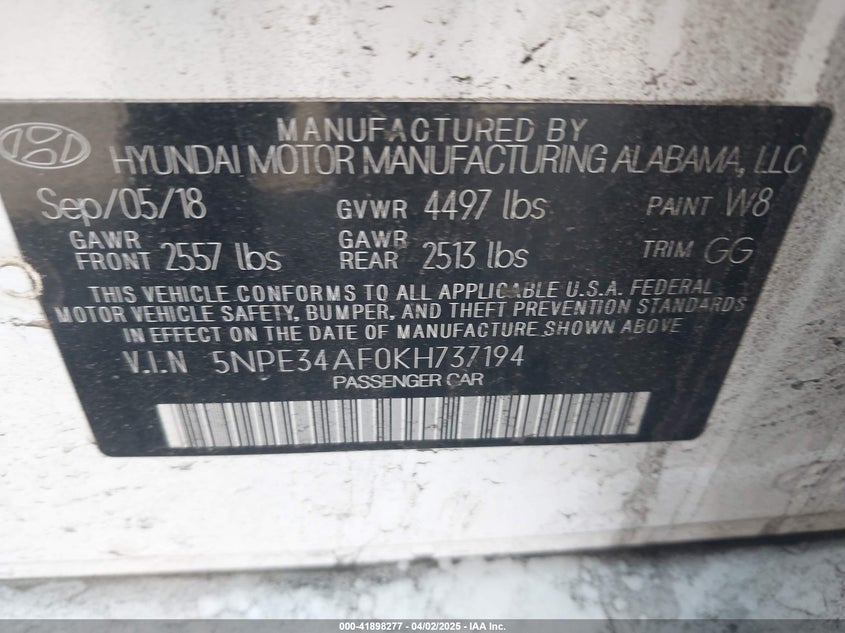 MANUFACTURED BY
HYUNDAI MOTOR MANUFACTURING ALABAMA, LLC
Sep/05/18 GVWR 4497 lbs PAINT W8
GAWR FRONT 2557 lbs GAWR REAR 2513 lbs TRIM GG
THIS VEHICLE CONFORMS TO ALL APPLICABLE U.S.A. FEDERAL
MOTOR VEHICLE SAFETY, BUMPER, AND THEFT PREVENTION STANDARDS
IN EFFECT ON THE DATE OF MANUFACTURE SHOWN ABOVE.
V.I.N 5NPE34AF0KH737194
PASSENGER CAR
000-41898277 - 04/02/2025 - IAA Inc.